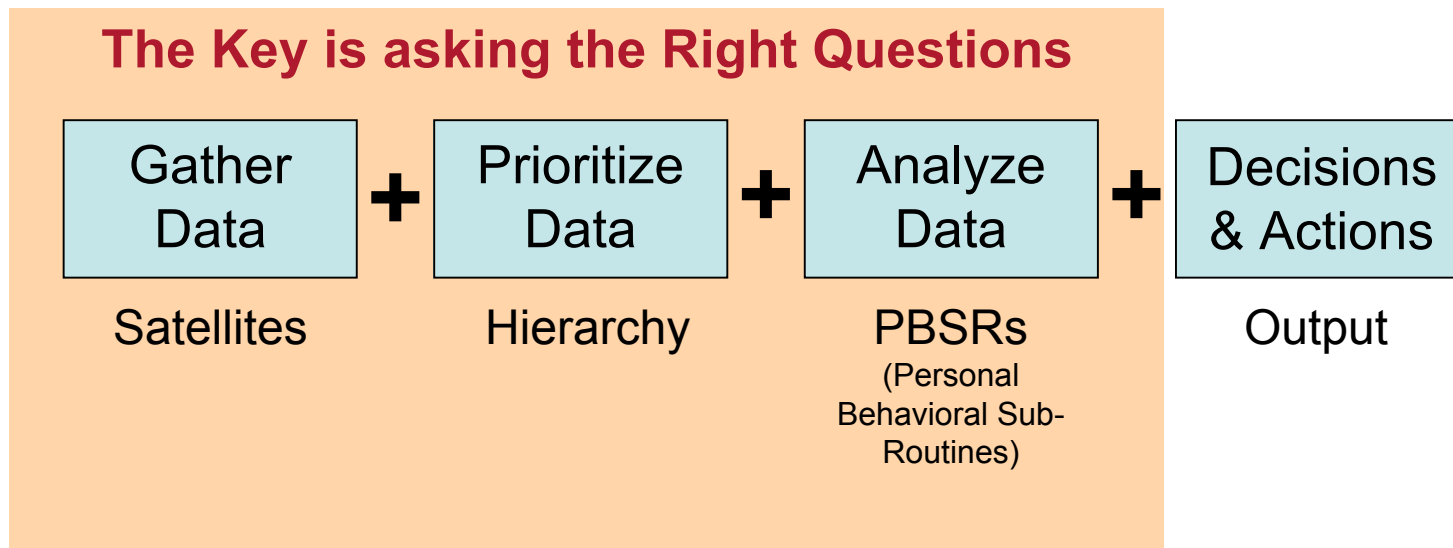 The Key is asking the Right Questions
Gather
Data
+
Prioritize
Data
+
Analyze
Data
+
Decisions
& Actions
Satellites
Hierarchy
PBSRs
(Personal
Behavioral Sub-
Routines)
Output